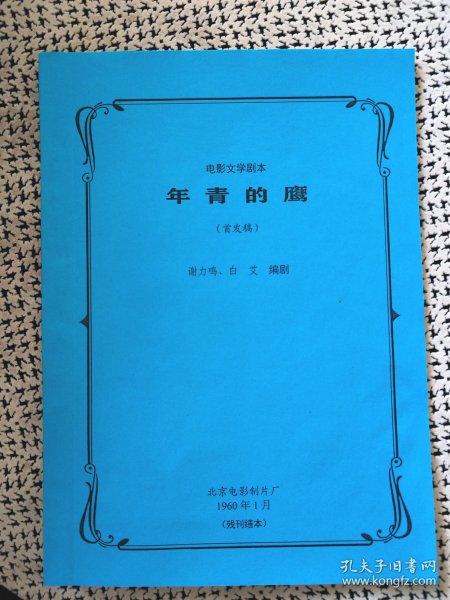 电影文学剧本
年青的鹰
（首发稿）
谢力鸣、白 艾 编剧
北京电影制片厂
1960年1月
（残刊缮本）
孔夫子旧书网
www.kongfz.com